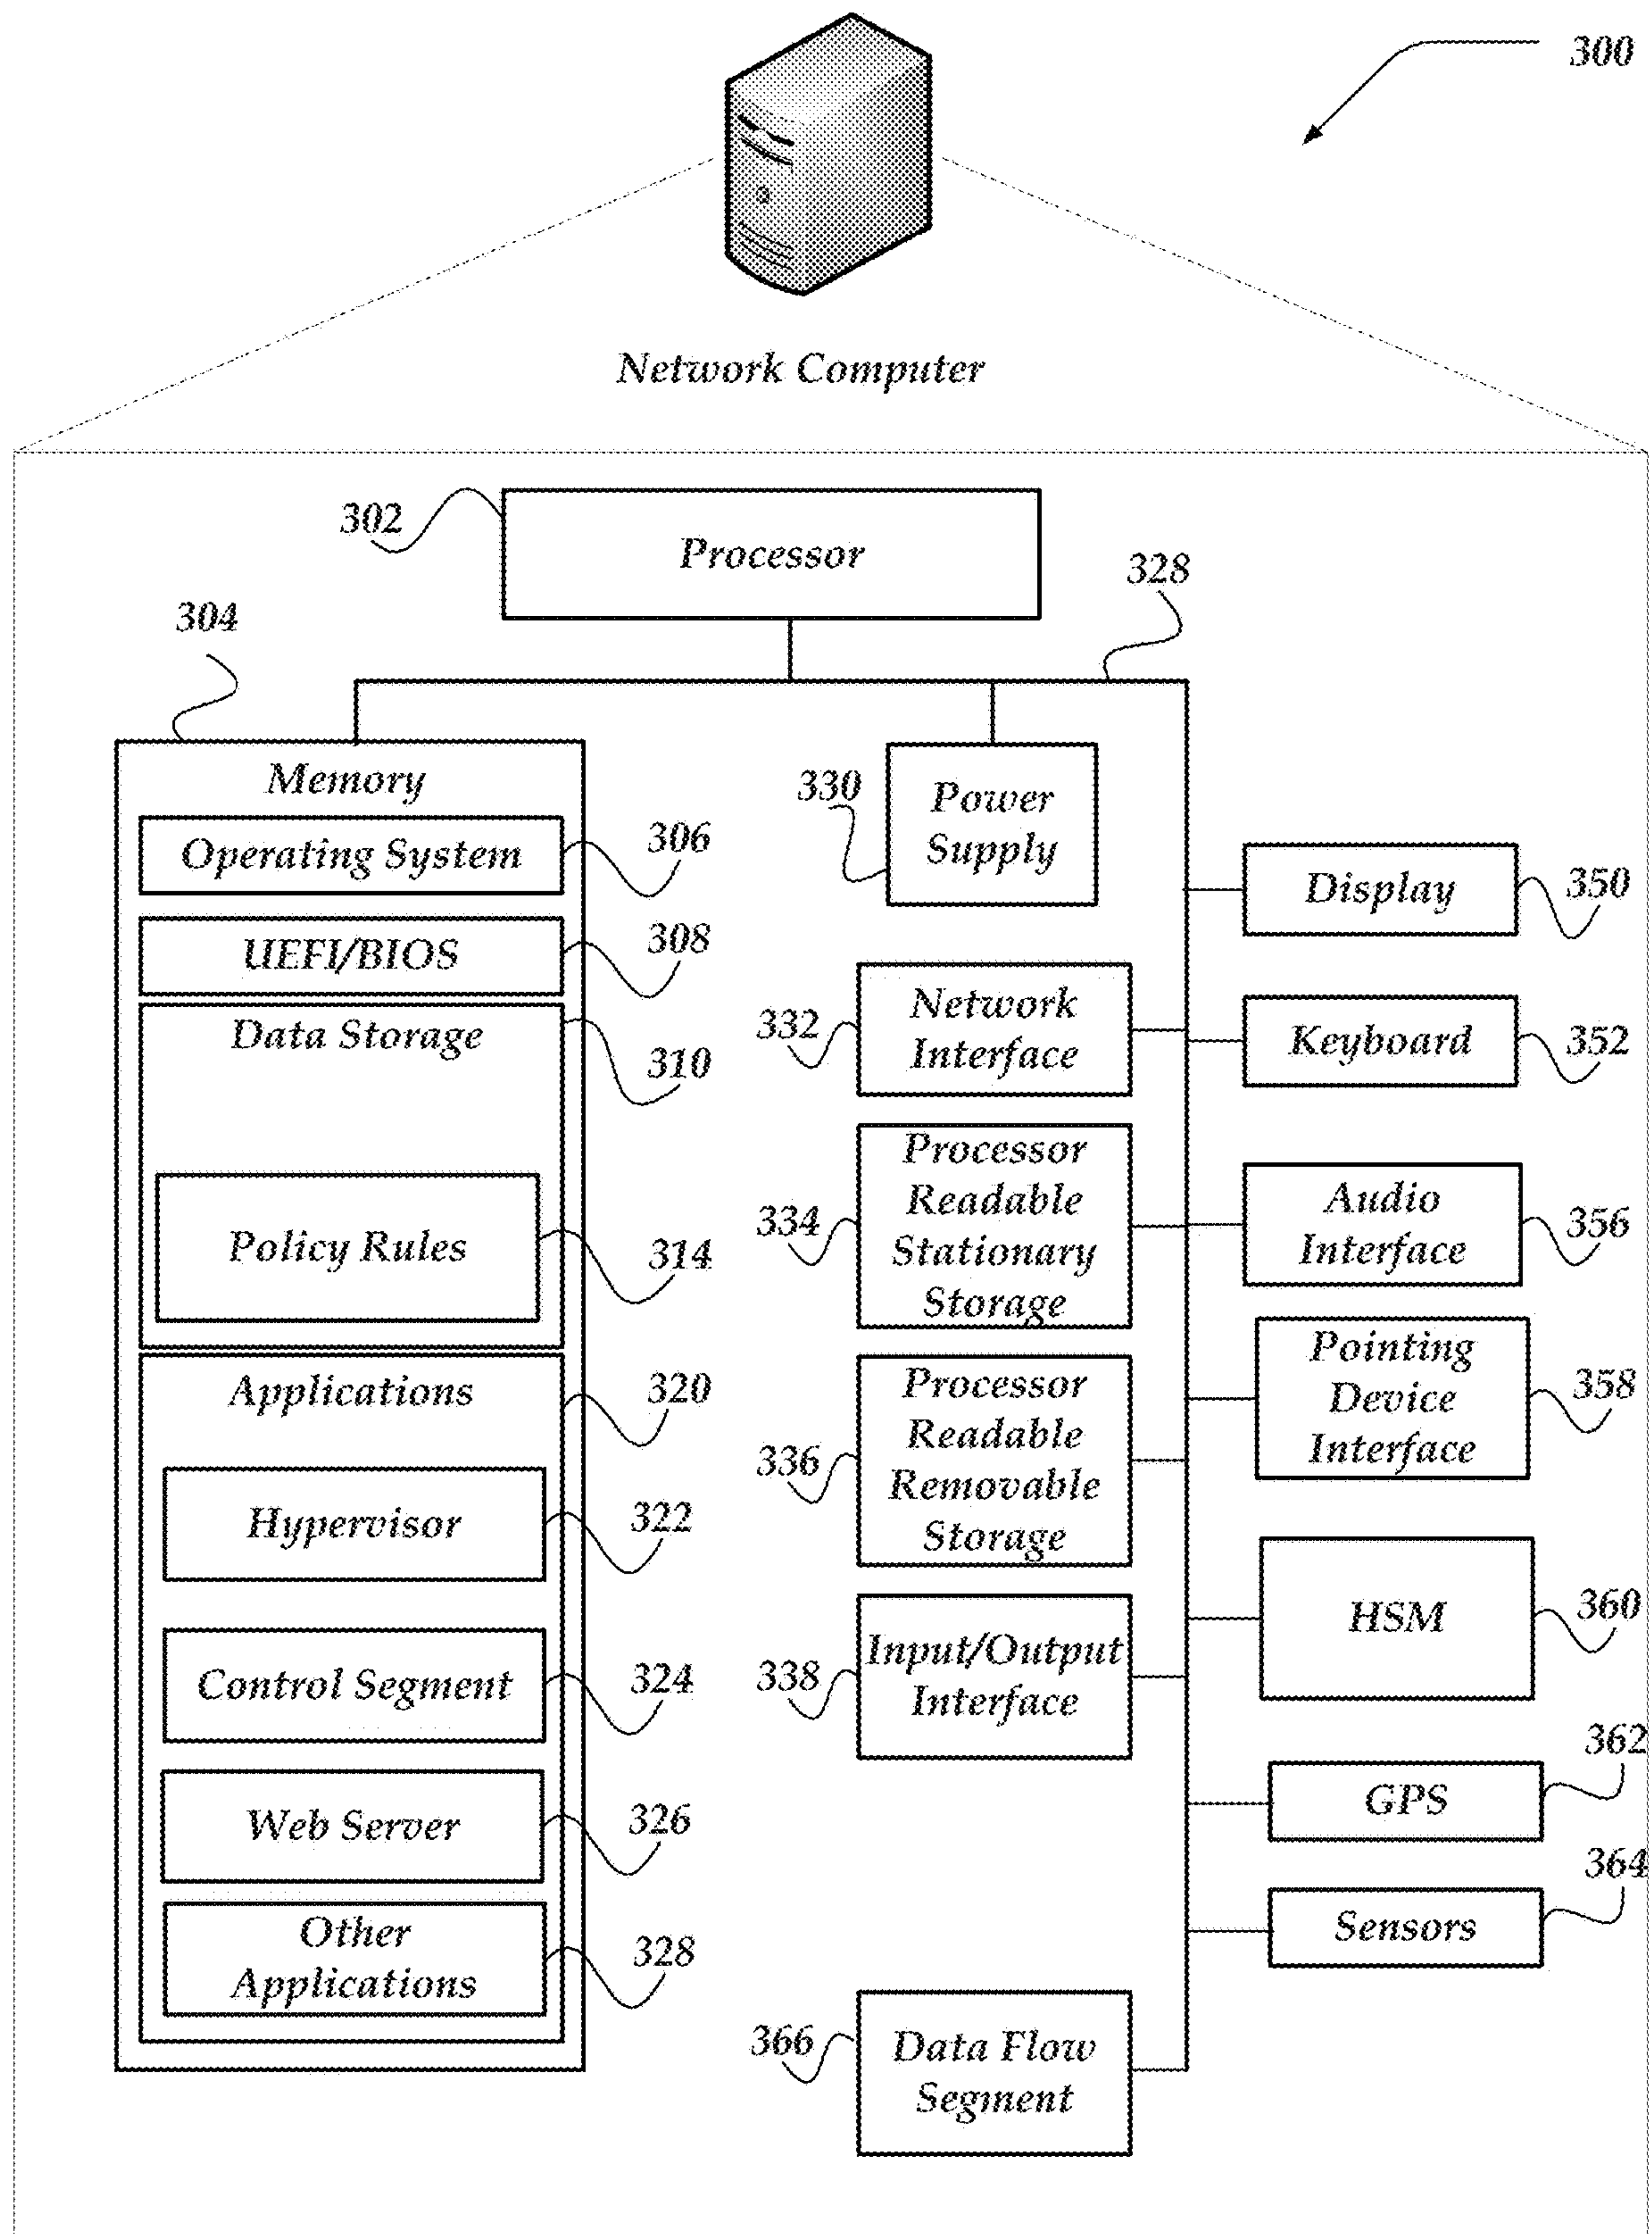 300
Network Computer
302
Processor
328
304
Memory
Operating System
306
UEFI/BIOS
308
Data Storage
310
Policy Rules
314
Applications
320
Hypervisor
322
Control Segment
324
Web Server
326
Other
Applications
328
330
Power
Supply
332
Network
Interface
334
Processor
Readable
Stationary
Storage
336
Processor
Readable
Removable
Storage
338
Input/Output
Interface
366
Data Flow
Segment
Display
350
Keyboard
352
Audio
Interface
356
Pointing
Device
Interface
358
HSM
360
GPS
362
Sensors
364